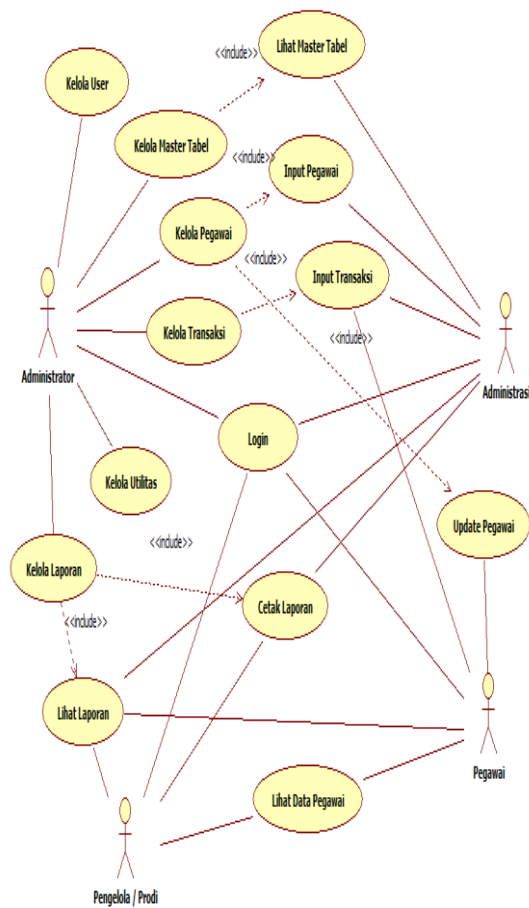 Lihat Master Tabel
<<include>>
Kelola User
Kelola Master Tabel
<<include>>
Input Pegawai
Kelola Pegawai
<<include>>
Input Transaksi
Kelola Transaksi
<<include>>
Administrator
Administrasi
Login
Kelola Utilitas
Update Pegawai
<<include>>
Kelola Laporan
Cetak Laporan
<<include>>
Lihat Laporan
Pegawai
Lihat Data Pegawai
Pengelola / Prodi